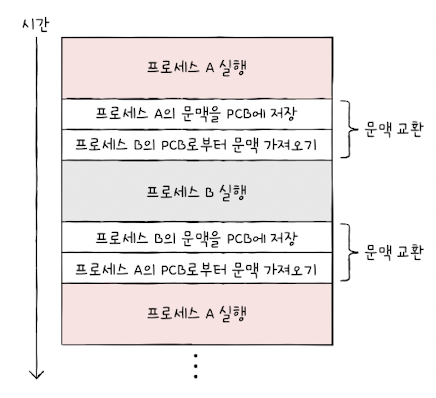 시간
프로세스 A 실행
프로세스 A의 문맥을 PCB에 저장
프로세스 B의 PCB로부터 문맥 가져오기
문맥 교환
프로세스 B 실행
프로세스 B의 문맥을 PCB에 저장
프로세스 A의 PCB로부터 문맥 가져오기
문맥 교환
프로세스 A 실행